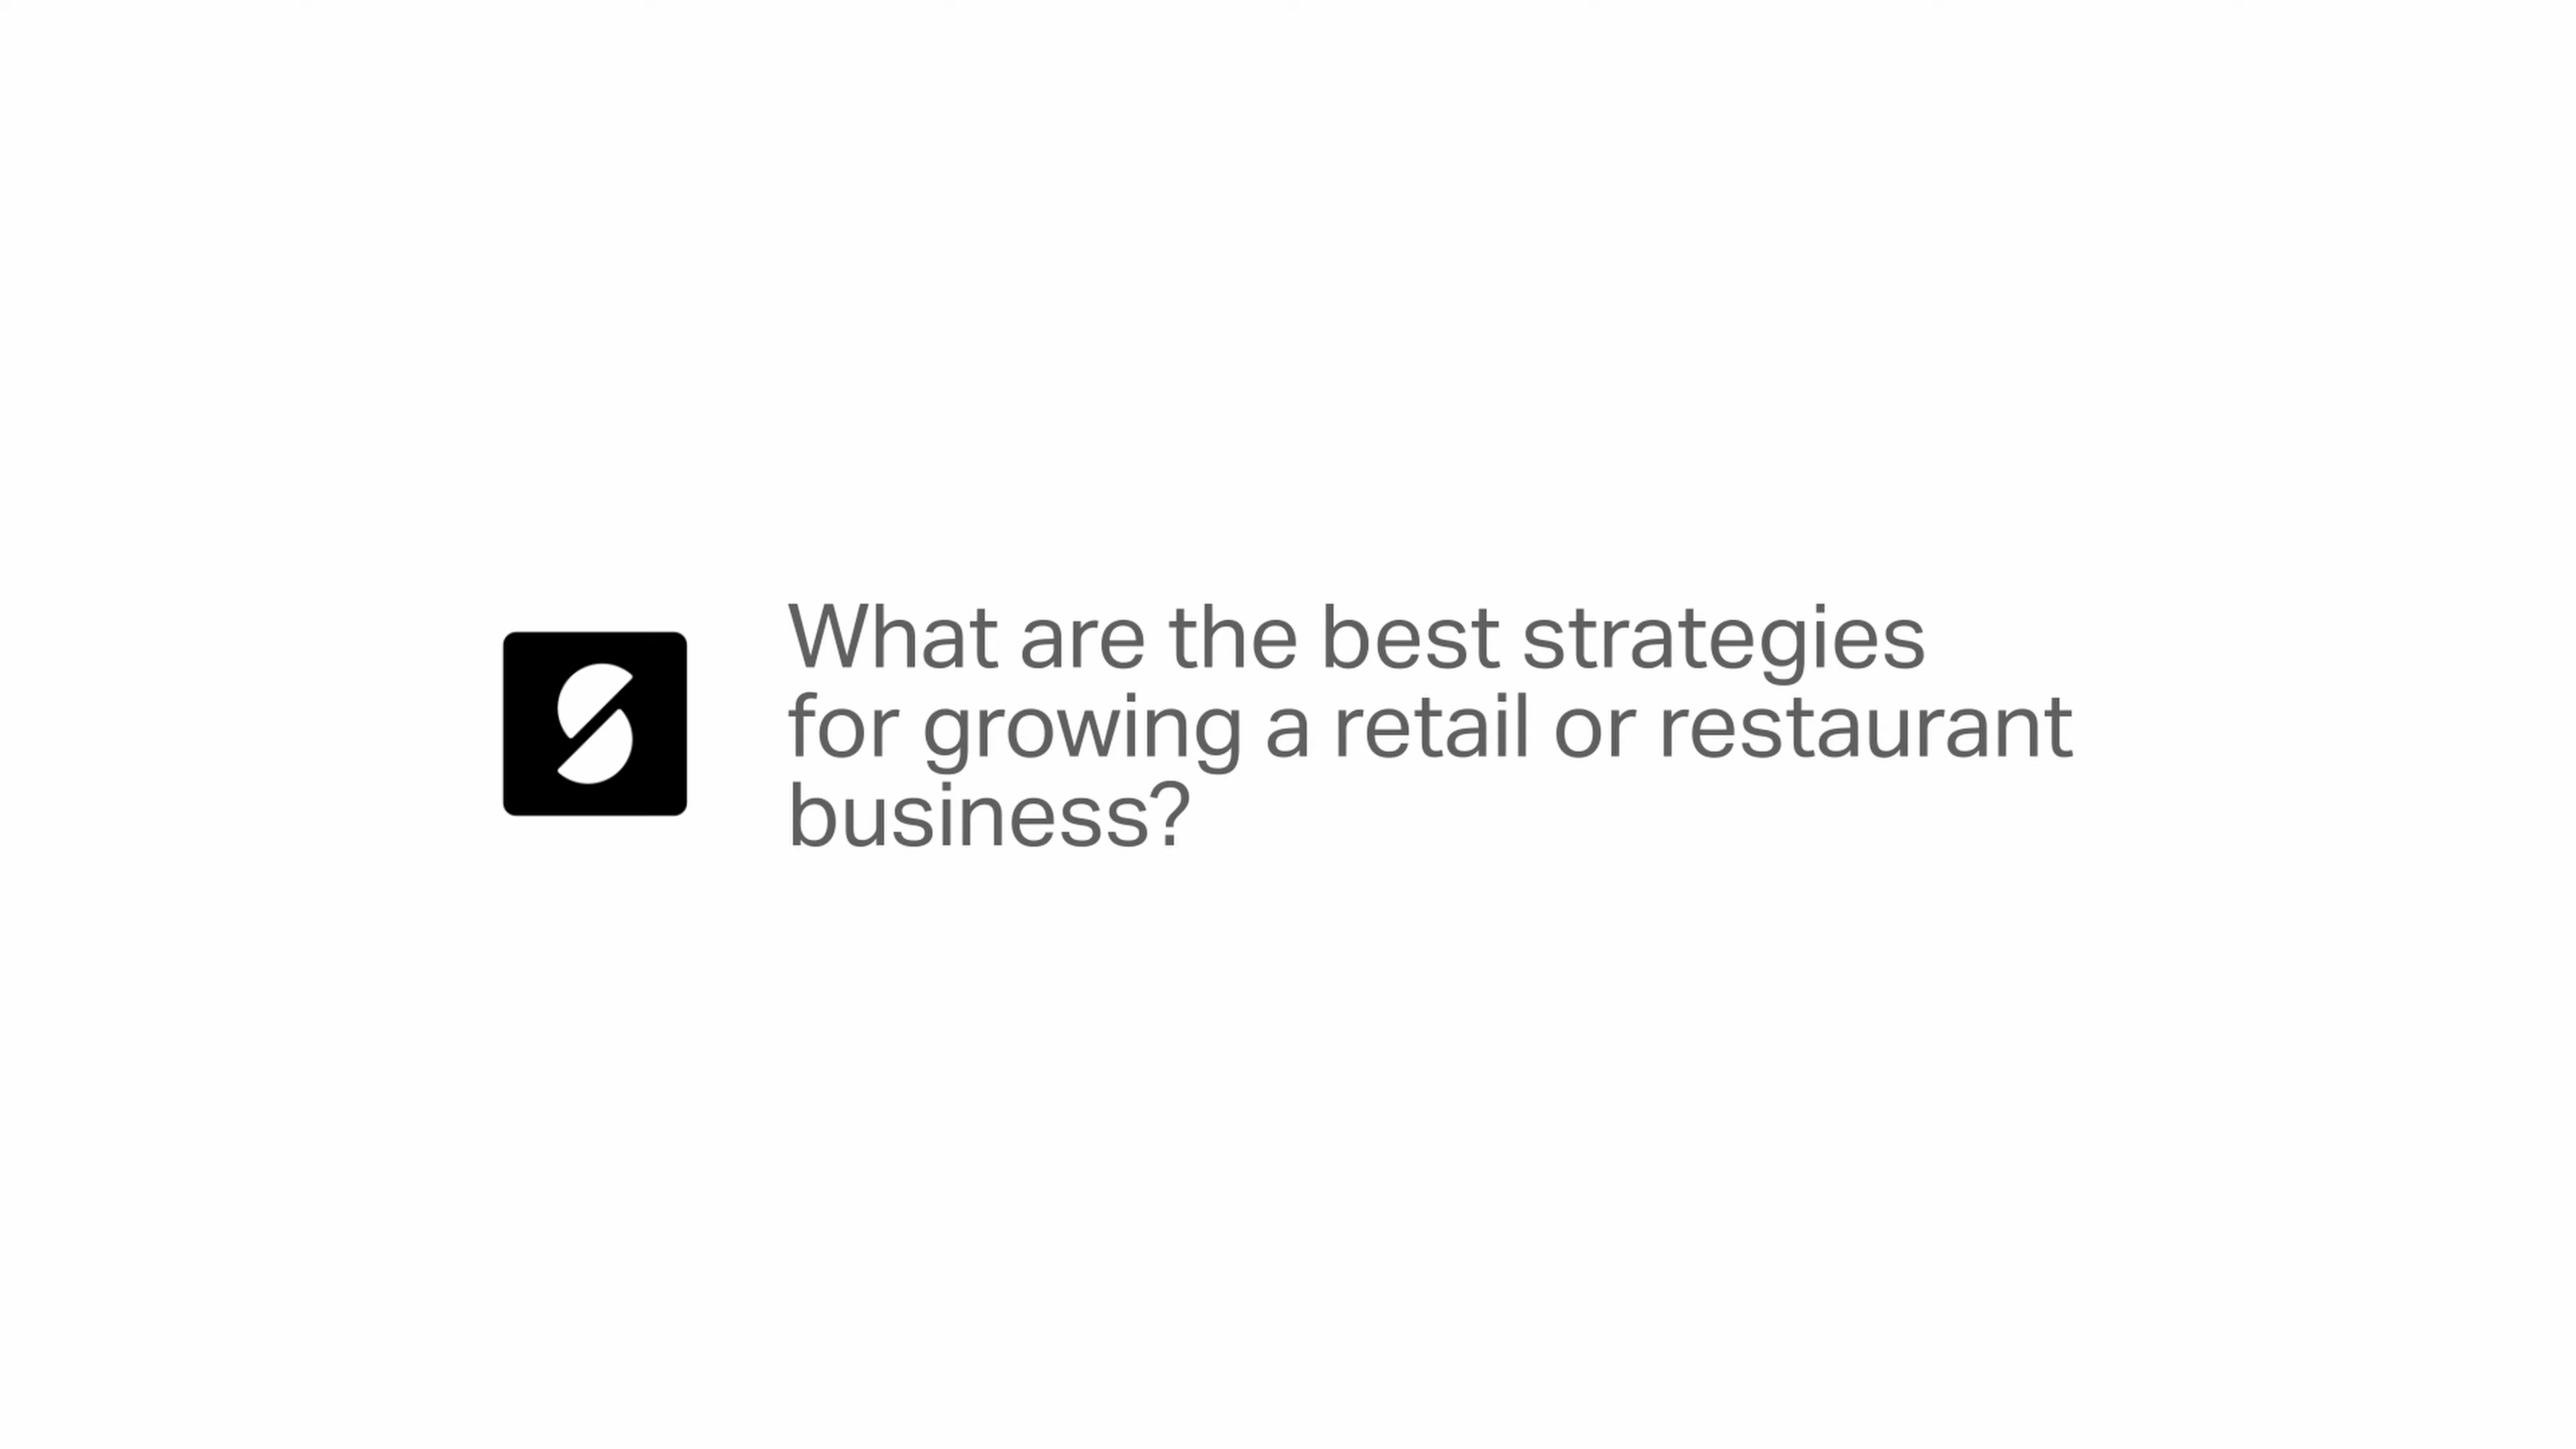 What are the best strategies
for growing a retail or restaurant
business?